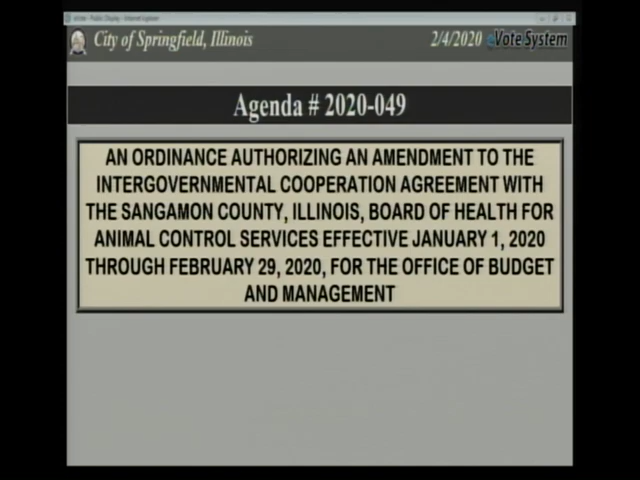 City of Springfield, Illinois
2/4/2020 eVote System
Agenda # 2020-049
AN ORDINANCE AUTHORIZING AN AMENDMENT TO THE
INTERGOVERNMENTAL COOPERATION AGREEMENT WITH
THE SANGAMON COUNTY, ILLINOIS, BOARD OF HEALTH FOR
ANIMAL CONTROL SERVICES EFFECTIVE JANUARY 1, 2020
THROUGH FEBRUARY 29, 2020, FOR THE OFFICE OF BUDGET
AND MANAGEMENT